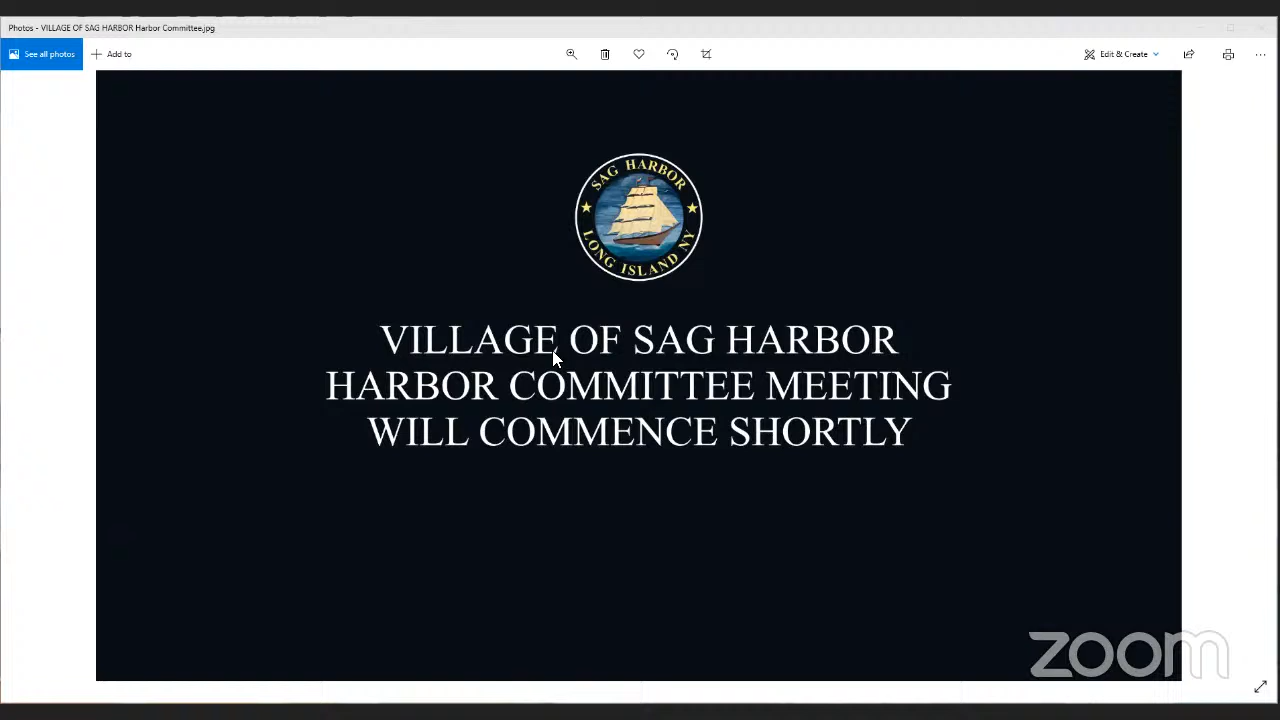 Photos - VILLAGE OF SAG HARBOR Harbor Committee.jpg
See all photos
Add to
Edit & Create
SAG HARBOR
LONG ISLAND NY
VILLAGE OF SAG HARBOR
HARBOR COMMITTEE MEETING
WILL COMMENCE SHORTLY
zoom